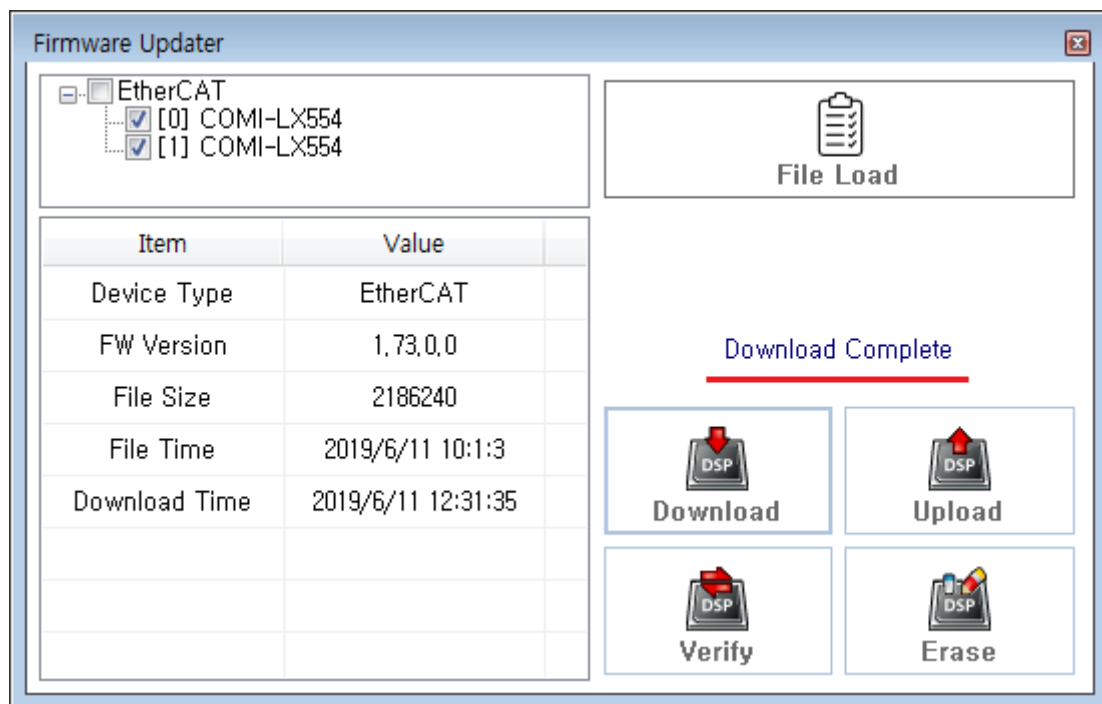 Firmware Updater
EtherCAT
[0] COMI-LX554
[1] COMI-LX554
File Load
Item Value
Device Type EtherCAT
FW Version 1,73,0,0
File Size 2186240
File Time 2019/6/11 10:1:3
Download Time 2019/6/11 12:31:35
Download Complete
DSP
Download
DSP
Upload
DSP
Verify
DSP
Erase